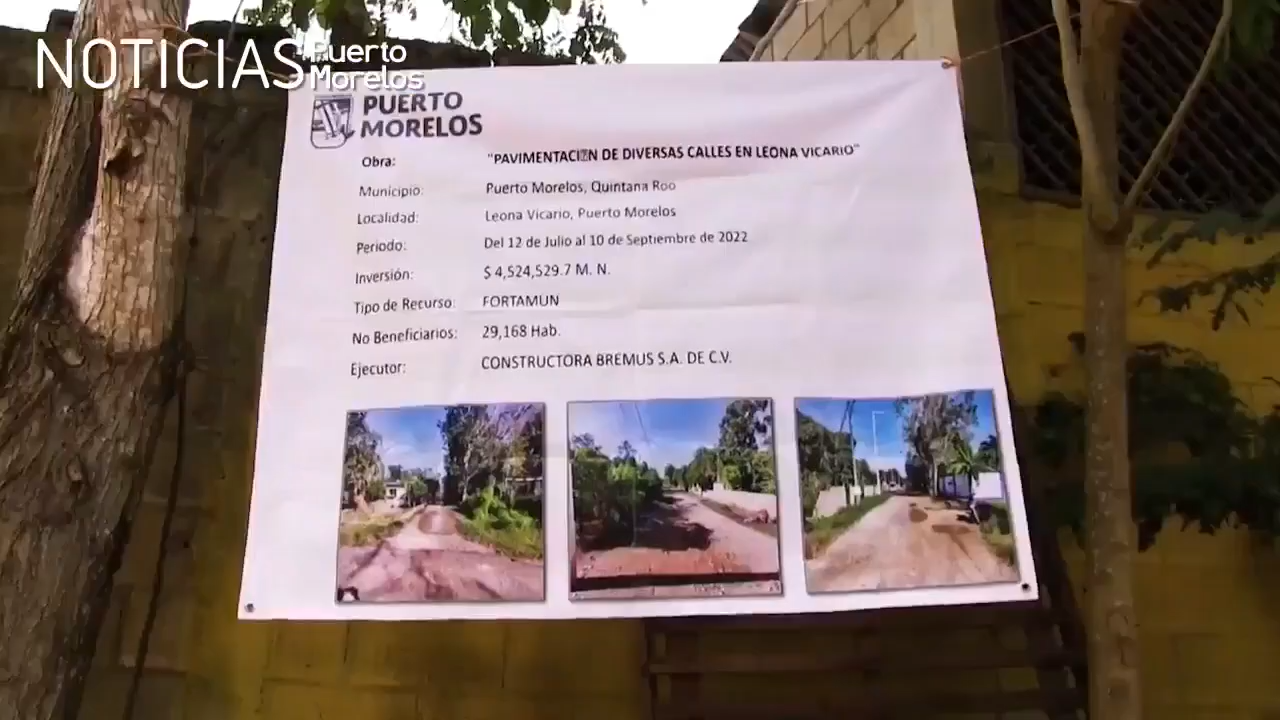 NOTICIAS Puerto Morelos
PUERTO
MORELOS
Obra: "PAVIMENTACIÓN DE DIVERSAS CALLES EN LEONA VICARIO"
Municipio: Puerto Morelos, Quintana Roo
Localidad: Leona Vicario, Puerto Morelos
Periodo: Del 12 de Julio al 10 de Septiembre de 2022
Inversión: $ 4,524,529.7 M. N.
Tipo de Recurso: FORTAMUN
No Beneficiarios: 29,168 Hab.
Ejecutor: CONSTRUCTORA BREMUS S.A. DE C.V.